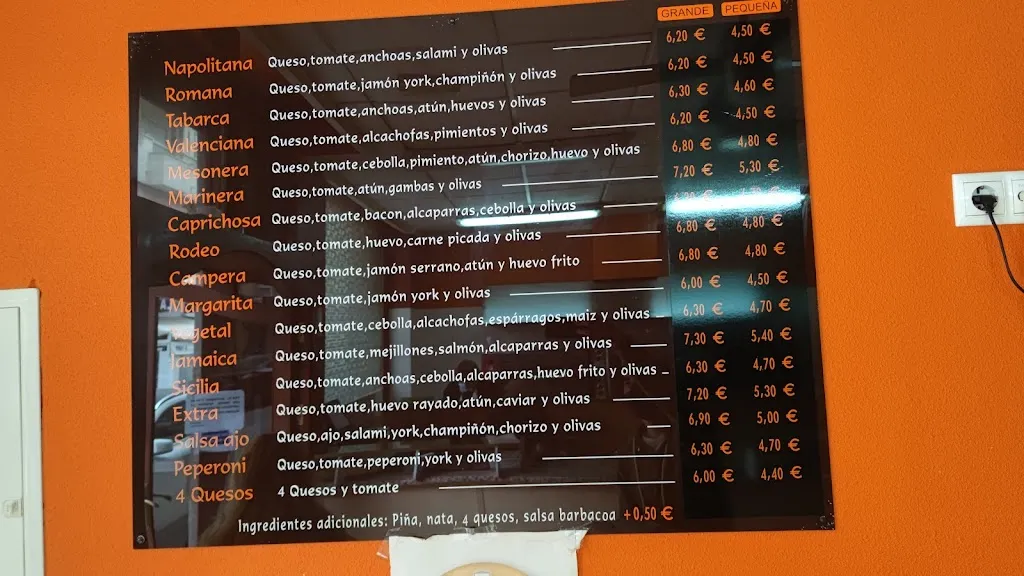 GRANDE PEQUEÑA
Napolitana Queso,tomate,anchoas,salami y olivas 6,20 € 4,50 €
Romana Queso,tomate,jamón york,champiñón y olivas 6,20 € 4,50 €
Tabarca Queso,tomate,anchoas,atún,huevos y olivas 6,30 € 4,60 €
Valenciana Queso,tomate,alcachofas,pimientos y olivas 6,20 € 4,50 €
Mesonera Queso,tomate,cebolla,pimiento,atún,chorizo,huevo y olivas 6,80 € 4,80 €
Marinera Queso,tomate,atún,gambas y olivas 7,20 € 5,30 €
Caprichosa Queso,tomate,bacon,alcaparras,cebolla y olivas
Rodeo Queso,tomate,huevo,carne picada y olivas 6,80 € 4,80 €
Campera Queso,tomate,jamón serrano,atún y huevo frito 6,80 € 4,80 €
Margarita Queso,tomate,jamón york y olivas 6,00 € 4,50 €
Vegetal Queso,tomate,cebolla,alcachofas,espárragos,maiz y olivas 6,30 € 4,70 €
Jamaica Queso,tomate,mejillones,salmón,alcaparras y olivas 7,30 € 5,40 €
Sicilia Queso,tomate,anchoas,cebolla,alcaparras,huevo frito y olivas 6,30 € 4,70 €
Extra Queso,tomate,huevo rayado,atún,caviar y olivas 7,20 € 5,30 €
Salsa ajo Queso,ajo,salami,york,champiñón,chorizo y olivas 6,90 € 5,00 €
Peperoni Queso,tomate,peperoni,york y olivas 6,30 € 4,70 €
4 Quesos 4 Quesos y tomate 6,00 € 4,40 €
Ingredientes adicionales: Piña, nata, 4 quesos, salsa barbacoa +0,50 €